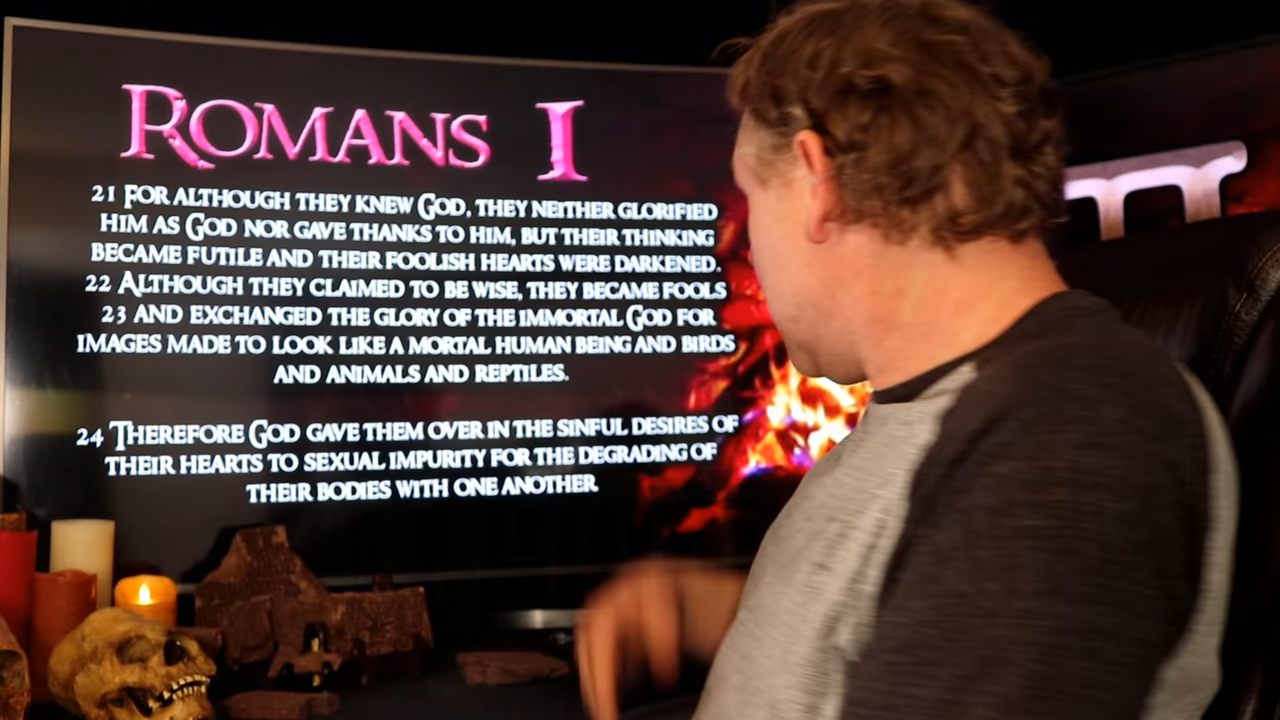 ROMANS I
21 FOR ALTHOUGH THEY KNEW GOD, THEY NEITHER GLORIFIED
HIM AS GOD NOR GAVE THANKS TO HIM, BUT THEIR THINKING
BECAME FUTILE AND THEIR FOOLISH HEARTS WERE DARKENED.
22 ALTHOUGH THEY CLAIMED TO BE WISE, THEY BECAME FOOLS
23 AND EXCHANGED THE GLORY OF THE IMMORTAL GOD FOR
IMAGES MADE TO LOOK LIKE A MORTAL HUMAN BEING AND BIRDS
AND ANIMALS AND REPTILES.
24 THEREFORE GOD GAVE THEM OVER IN THE SINFUL DESIRES OF
THEIR HEARTS TO SEXUAL IMPURITY FOR THE DEGRADING OF
THEIR BODIES WITH ONE ANOTHER